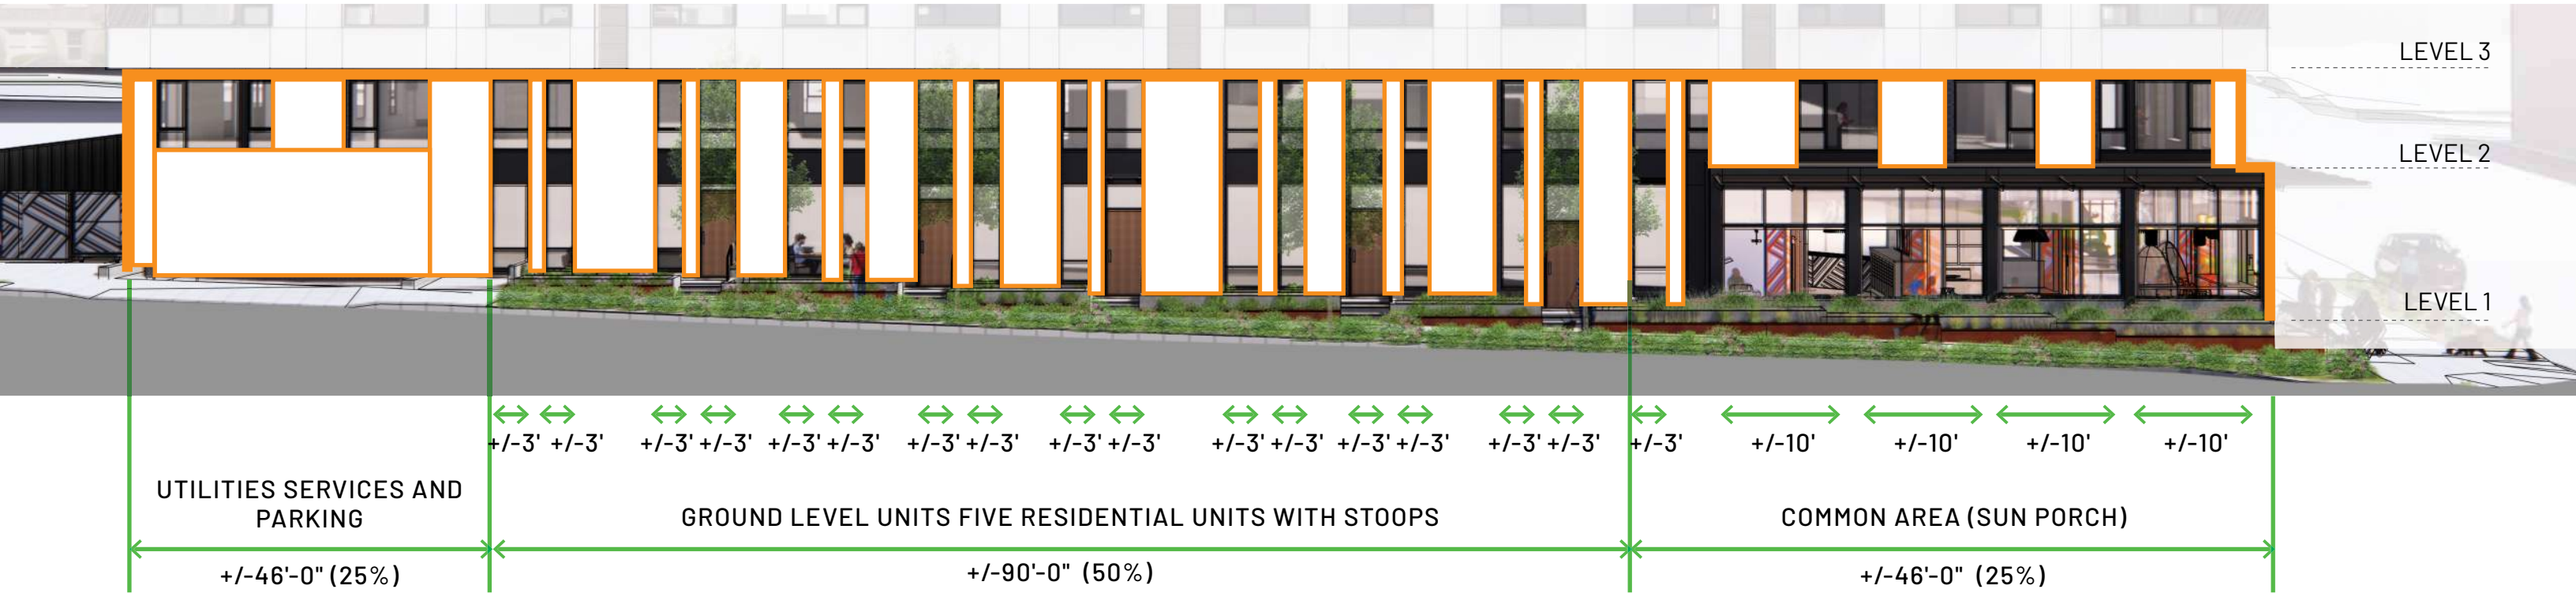 LEVEL 3
LEVEL 2
LEVEL 1
+/-3' +/-3' +/-3' +/-3' +/-3' +/-3' +/-3' +/-3' +/-3' +/-3' +/-3' +/-3' +/-3' +/-3' +/-3' +/-3' +/-3' +/-10' +/-10' +/-10' +/-10'
UTILITIES SERVICES AND
PARKING
+/-46'-0" (25%)
GROUND LEVEL UNITS FIVE RESIDENTIAL UNITS WITH STOOPS
+/-90'-0" (50%)
COMMON AREA (SUN PORCH)
+/-46'-0" (25%)